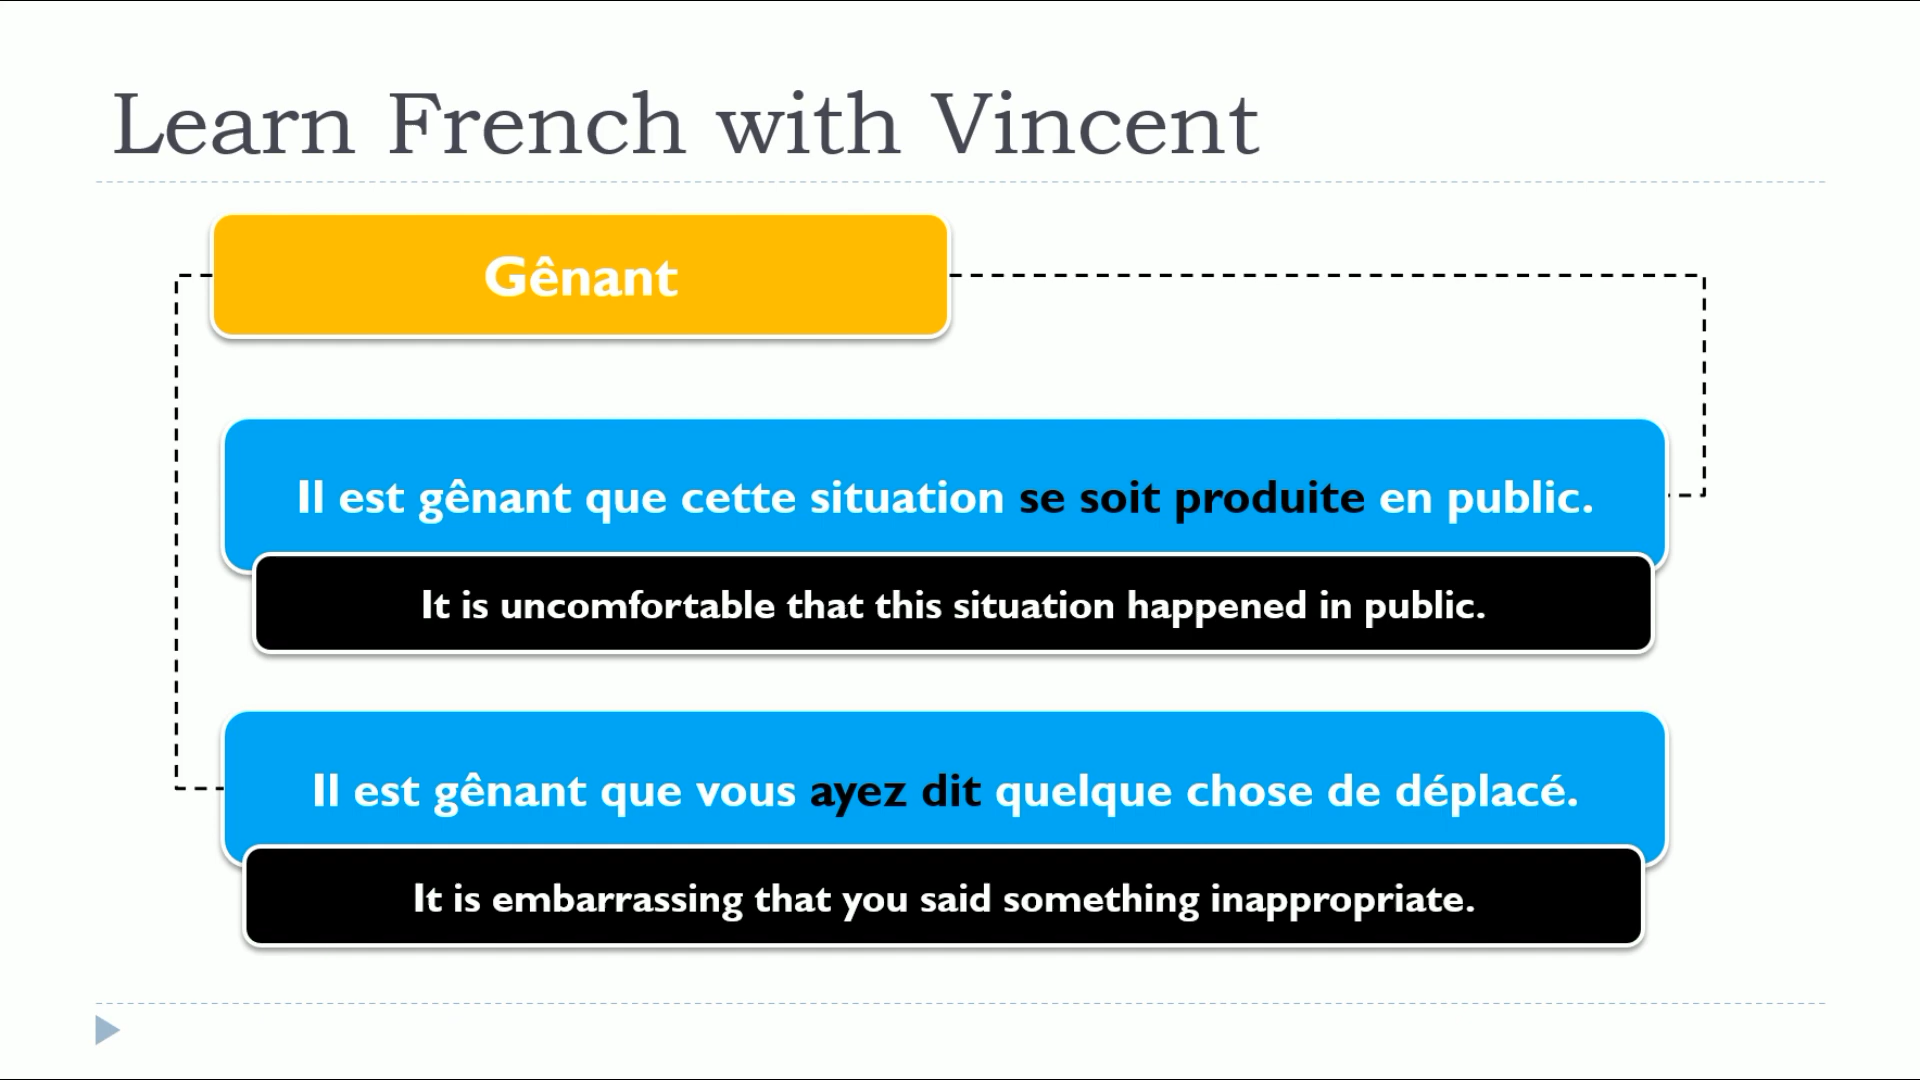 Learn French with Vincent
Gênant
Il est gênant que cette situation se soit produite en public.
It is uncomfortable that this situation happened in public.
Il est gênant que vous ayez dit quelque chose de déplacé.
It is embarrassing that you said something inappropriate.